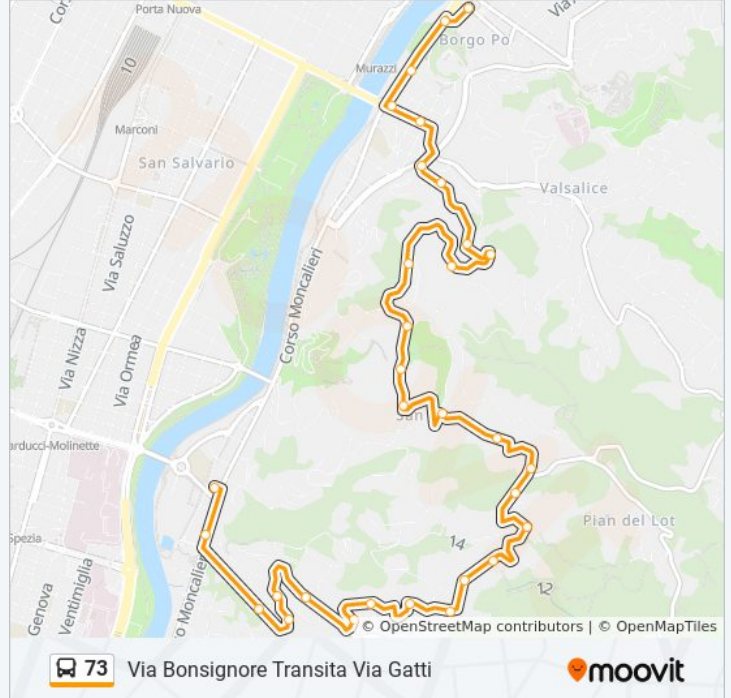 Porta Nuova
Borgo Po
Murazzi
10
Marconi
San Salvario
Valsalice
Via Saluzzo
Corso Moncalieri
Via Nizza
Via Ormea
arducci-Molinette
Spezia
Pian del Lot
14
12
Genova
Ventimiglia
o Moncalieri
© OpenStreetMap contributors | © OpenMapTiles
73 Via Bonsignore Transita Via Gatti
moovit